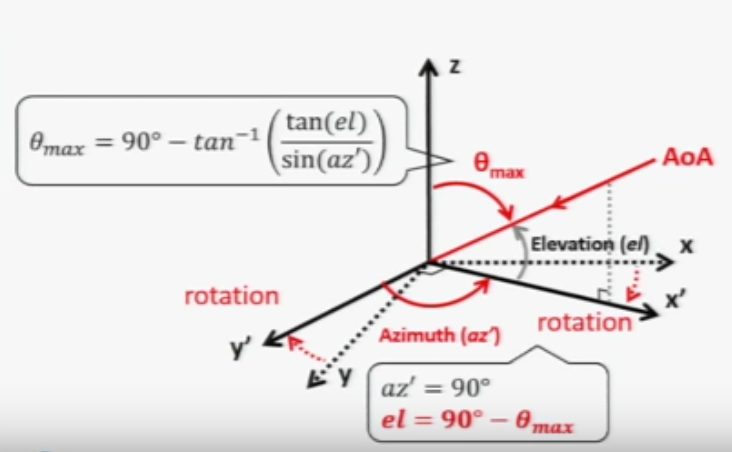 z
θmax = 90° − tan⁻¹(tan(el)/sin(az′))
θmax
AoA
Elevation (el)
x
x′
rotation
rotation
Azimuth (az′)
y′
y
az′ = 90°
el = 90° − θmax